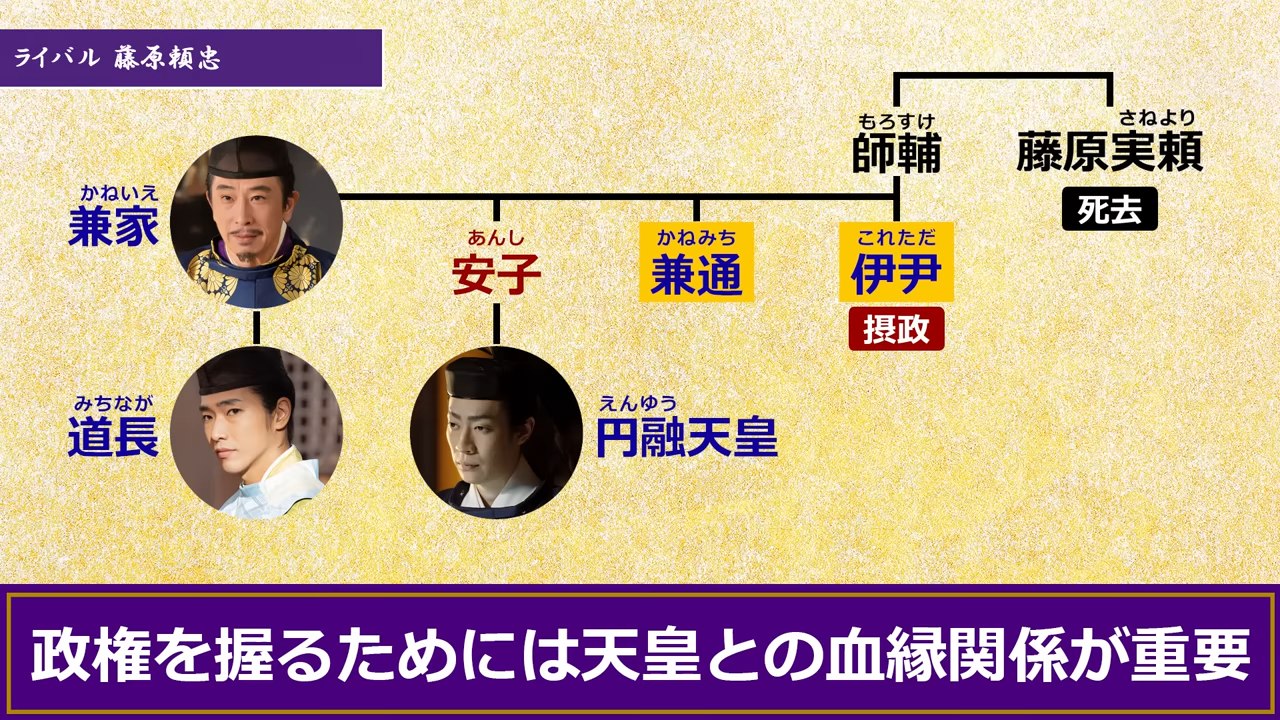 ライバル 藤原頼忠
もろすけ
師輔
さねより
藤原実頼
死去
かねいえ
兼家
あんし
安子
かねみち
兼通
これただ
伊尹
摂政
みちなが
道長
えんゆう
円融天皇
政権を握るためには天皇との血縁関係が重要